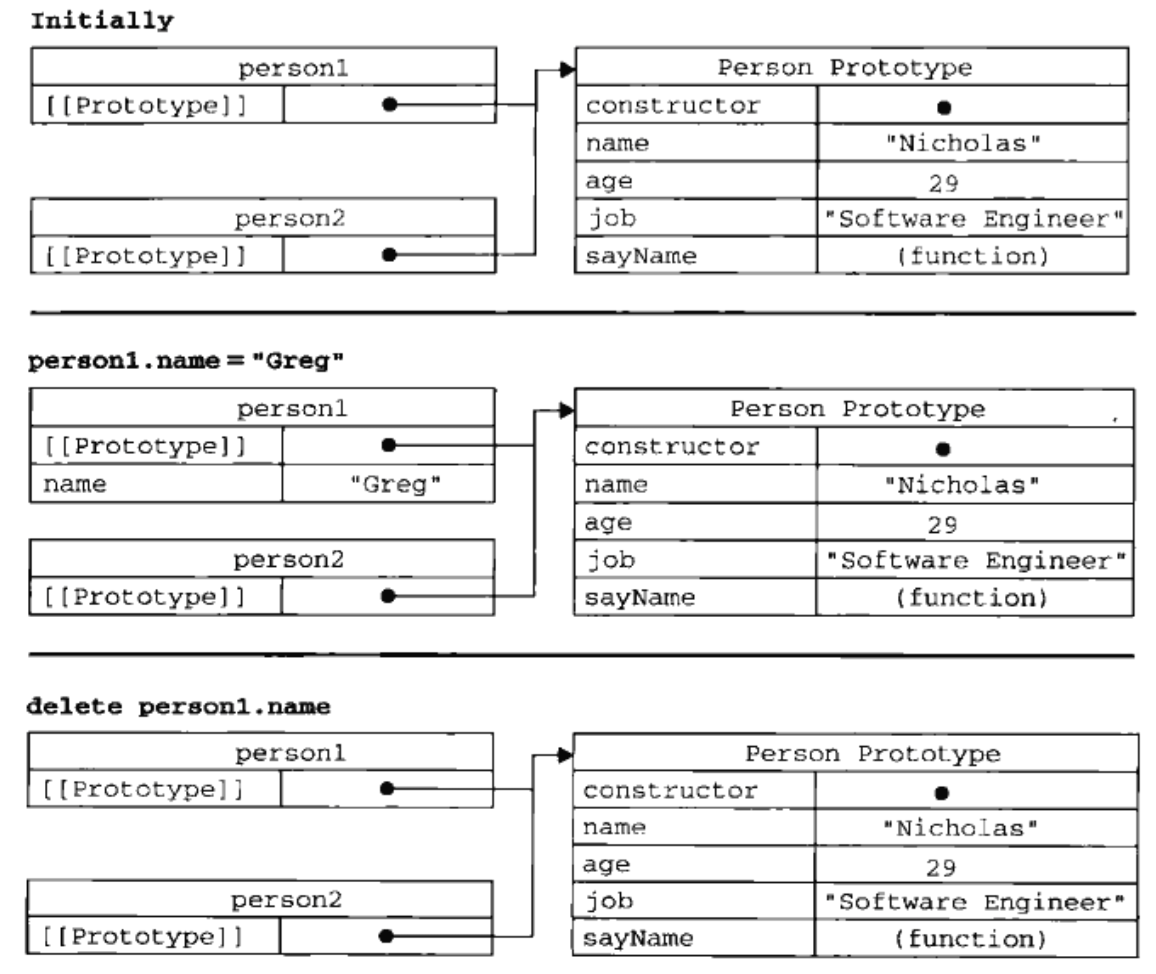 Initially
person1
[[Prototype]]
person2
[[Prototype]]
Person Prototype
constructor
name "Nicholas"
age 29
job "Software Engineer"
sayName (function)
person1.name = "Greg"
person1
[[Prototype]]
name "Greg"
person2
[[Prototype]]
Person Prototype
constructor
name "Nicholas"
age 29
job "Software Engineer"
sayName (function)
delete person1.name
person1
[[Prototype]]
person2
[[Prototype]]
Person Prototype
constructor
name "Nicholas"
age 29
job "Software Engineer"
sayName (function)